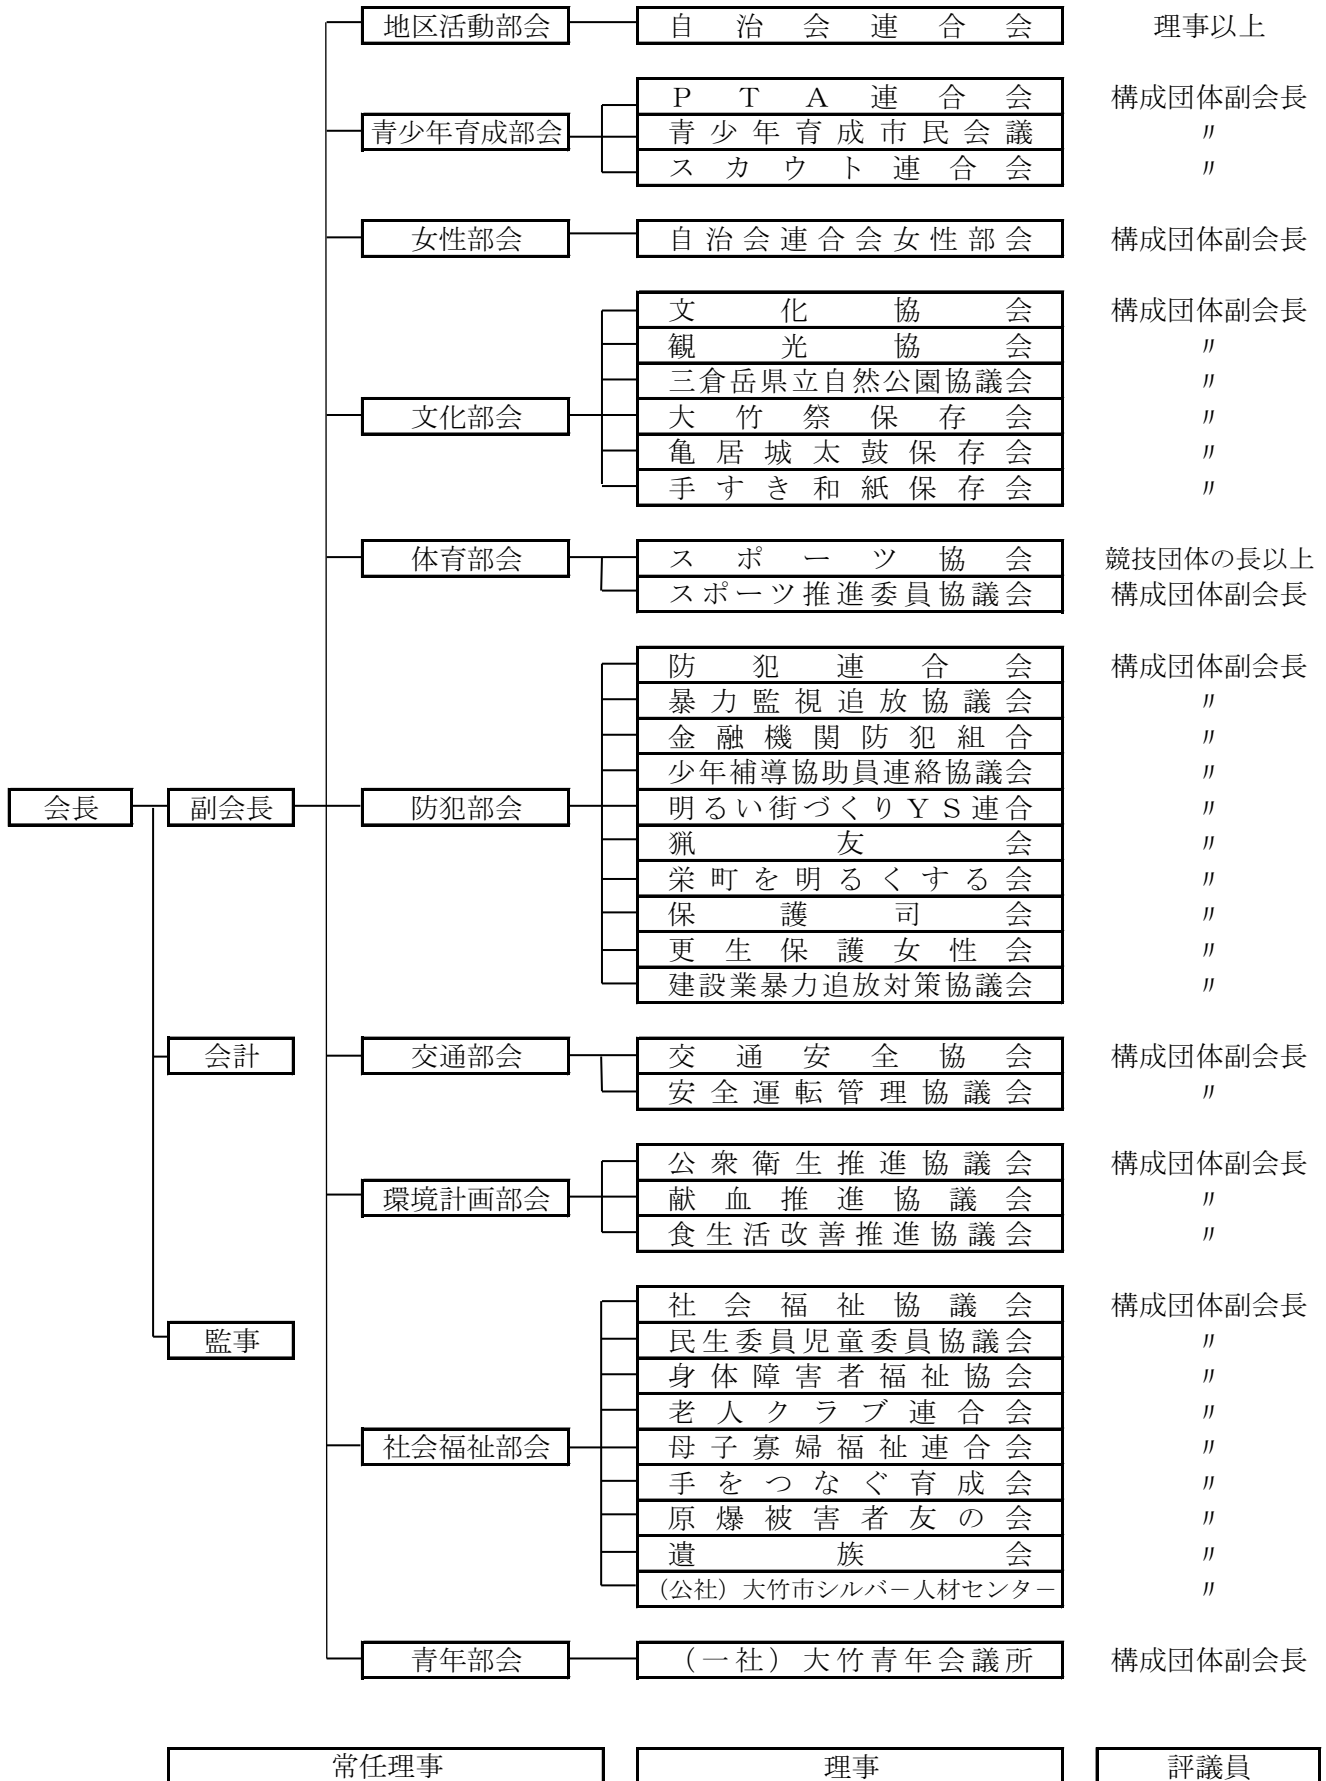 地区活動部会 自治会連合会 理事以上
PTA連合会 構成団体副会長
青少年育成部会 青少年育成市民会議 〃
スカウト連合会 〃
女性部会 自治会連合会女性部会 構成団体副会長
文化協会 構成団体副会長
観光協会 〃
三倉岳県立自然公園協議会 〃
文化部会 大竹祭保存会 〃
亀居城太鼓保存会 〃
手すき和紙保存会 〃
体育部会 スポーツ協会 競技団体の長以上
スポーツ推進委員協議会 構成団体副会長
防犯連合会 構成団体副会長
暴力監視追放協議会 〃
金融機関防犯組合 〃
少年補導協助員連絡協議会 〃
会長 副会長 防犯部会 明るい街づくりYS連合 〃
猟友会 〃
栄町を明るくする会 〃
保護司会 〃
更生保護女性会 〃
建設業暴力追放対策協議会 〃
会計 交通部会 交通安全協会 構成団体副会長
安全運転管理協議会 〃
公衆衛生推進協議会 構成団体副会長
環境計画部会 献血推進協議会 〃
食生活改善推進協議会 〃
社会福祉協議会 構成団体副会長
監事 民生委員児童委員協議会 〃
身体障害者福祉協会 〃
老人クラブ連合会 〃
社会福祉部会 母子寡婦福祉連合会 〃
手をつなぐ育成会 〃
原爆被害者友の会 〃
遺族会 〃
(公社)大竹市シルバー人材センター 〃
青年部会 (一社)大竹青年会議所 構成団体副会長
常任理事 理事 評議員